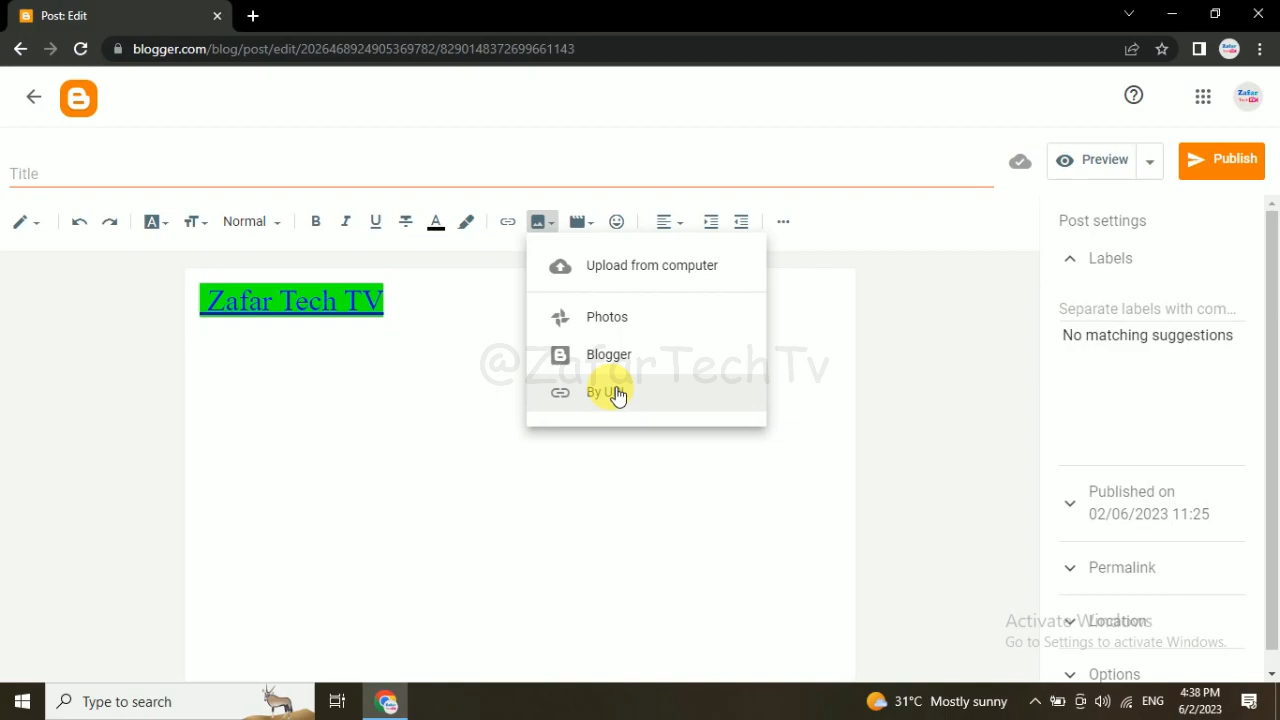 Post: Edit
blogger.com/blog/post/edit/2026468924905369782/8290148372699661143
Title
Preview
Publish
Normal
B I U A
Upload from computer
Photos
Blogger
By
Zafar Tech TV
@ZafarTechTv
Post settings
Labels
Separate labels with com...
No matching suggestions
Published on
02/06/2023 11:25
Permalink
Location
Options
Activate Windows
Go to Settings to activate Windows.
Type to search
31°C Mostly sunny
ENG
4:38 PM
6/2/2023